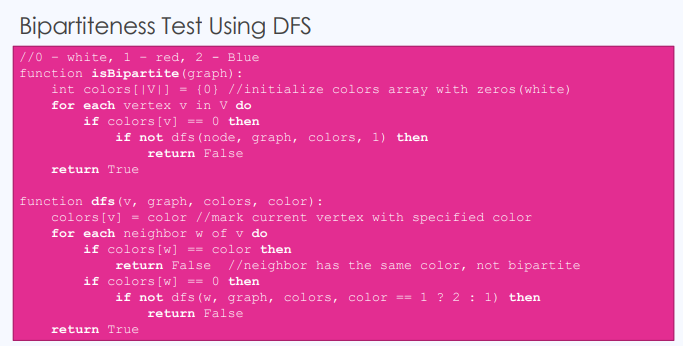 Bipartiteness Test Using DFS
//0 – white, 1 – red, 2 - Blue
function isBipartite(graph):
int colors[|V|] = {0} //initialize colors array with zeros(white)
for each vertex v in V do
if colors[v] == 0 then
if not dfs(node, graph, colors, 1) then
return False
return True
function dfs(v, graph, colors, color):
colors[v] = color //mark current vertex with specified color
for each neighbor w of v do
if colors[w] == color then
return False  //neighbor has the same color, not bipartite
if colors[w] == 0 then
if not dfs(w, graph, colors, color == 1 ? 2 : 1) then
return False
return True